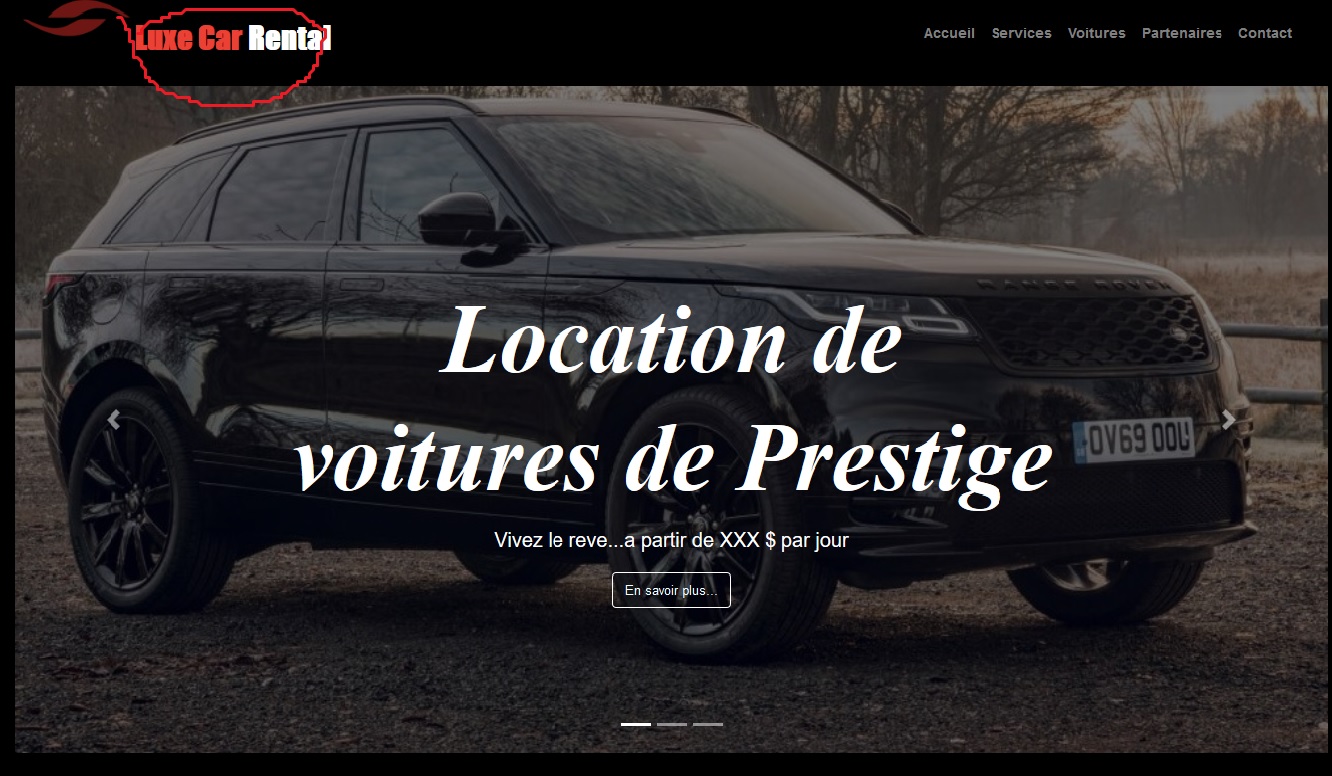 Luxe Car Rental
Accueil Services Voitures Partenaires Contact
RANGE ROVER
Location de
voitures de Prestige
OV69 OOU
Vivez le reve...a partir de XXX $ par jour
En savoir plus...